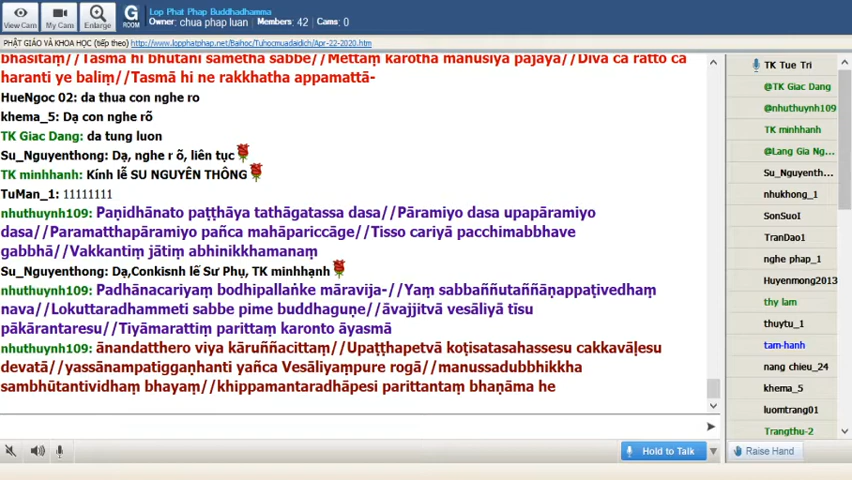 Lop Phat Phap Buddhadhamma
Owner: chua phap luan Members: 42 Cams: 0
View Cam My Cam Enlarge G ROOM
PHẬT GIÁO VÀ KHOA HỌC (tiếp theo) http://www.lopphatphap.net/Baihoc/Tuhocmuadaidich/Apr-22-2020.htm
bhāsitaṃ//Tasmā hi bhūtāni sāmetha sabbe//Mettaṃ karotha mānusiyā pajāya//Divā ca ratto ca
haranti ye baliṃ//Tasmā hi ne rakkhatha appamattā-
HueNgoc 02: da thua con nghe ro
khema_5: Dạ con nghe rõ
TK Giac Dang: da tung luon
Su_Nguyenthong: Dạ, nghe r õ, liên tục
TK minhhanh: Kính lễ SU NGUYÊN THÔNG
TuMan_1: 11111111
nhuthuynh109: Paṇidhānato paṭṭhāya tathāgatassa dasa//Pāramiyo dasa upapāramiyo
dasa//Paramatthapāramiyo pañca mahāpariccāge//Tisso cariyā pacchimabbhave
gabbhā//Vakkantiṃ jātiṃ abhinikkhamanaṃ
Su_Nguyenthong: Dạ,Conkisnh lế Sư Phụ, TK minhhạnh
nhuthuynh109: Padhānacariyaṃ bodhipallaṅke māravija-//Yaṃ sabbaññutaññāṇappaṭivedhaṃ
nava//Lokuttaradhammeti sabbe pime buddhaguṇe//āvajjitvā vesāliyā tīsu
pākārantaresu//Tiyāmarattiṃ parittaṃ karonto āyasmā
nhuthuynh109: ānandatthero viya kāruññacittaṃ//Upaṭṭhapetvā koṭisatasahassesu cakkavāḷesu
devatā//yassānampatiggaṇhanti yañca Vesāliyaṃpure rogā//manussadubbhikkha
sambhūtantividhaṃ bhayaṃ//khippamantaradhāpesi parittantaṃ bhaṇāma he
TK Tue Tri
@TK Giac Dang
@nhuthuynh109
TK minhhanh
@Lang Gia Ng...
Su_Nguyenth...
nhukhong_1
SonSuoI
TranDao1
nghe phap_1
Huyenmong2013
thy lam
thuytu_1
tam-hanh
nang chieu_24
khema_5
luomtrang01
Trangthu-2
Hold to Talk
Raise Hand